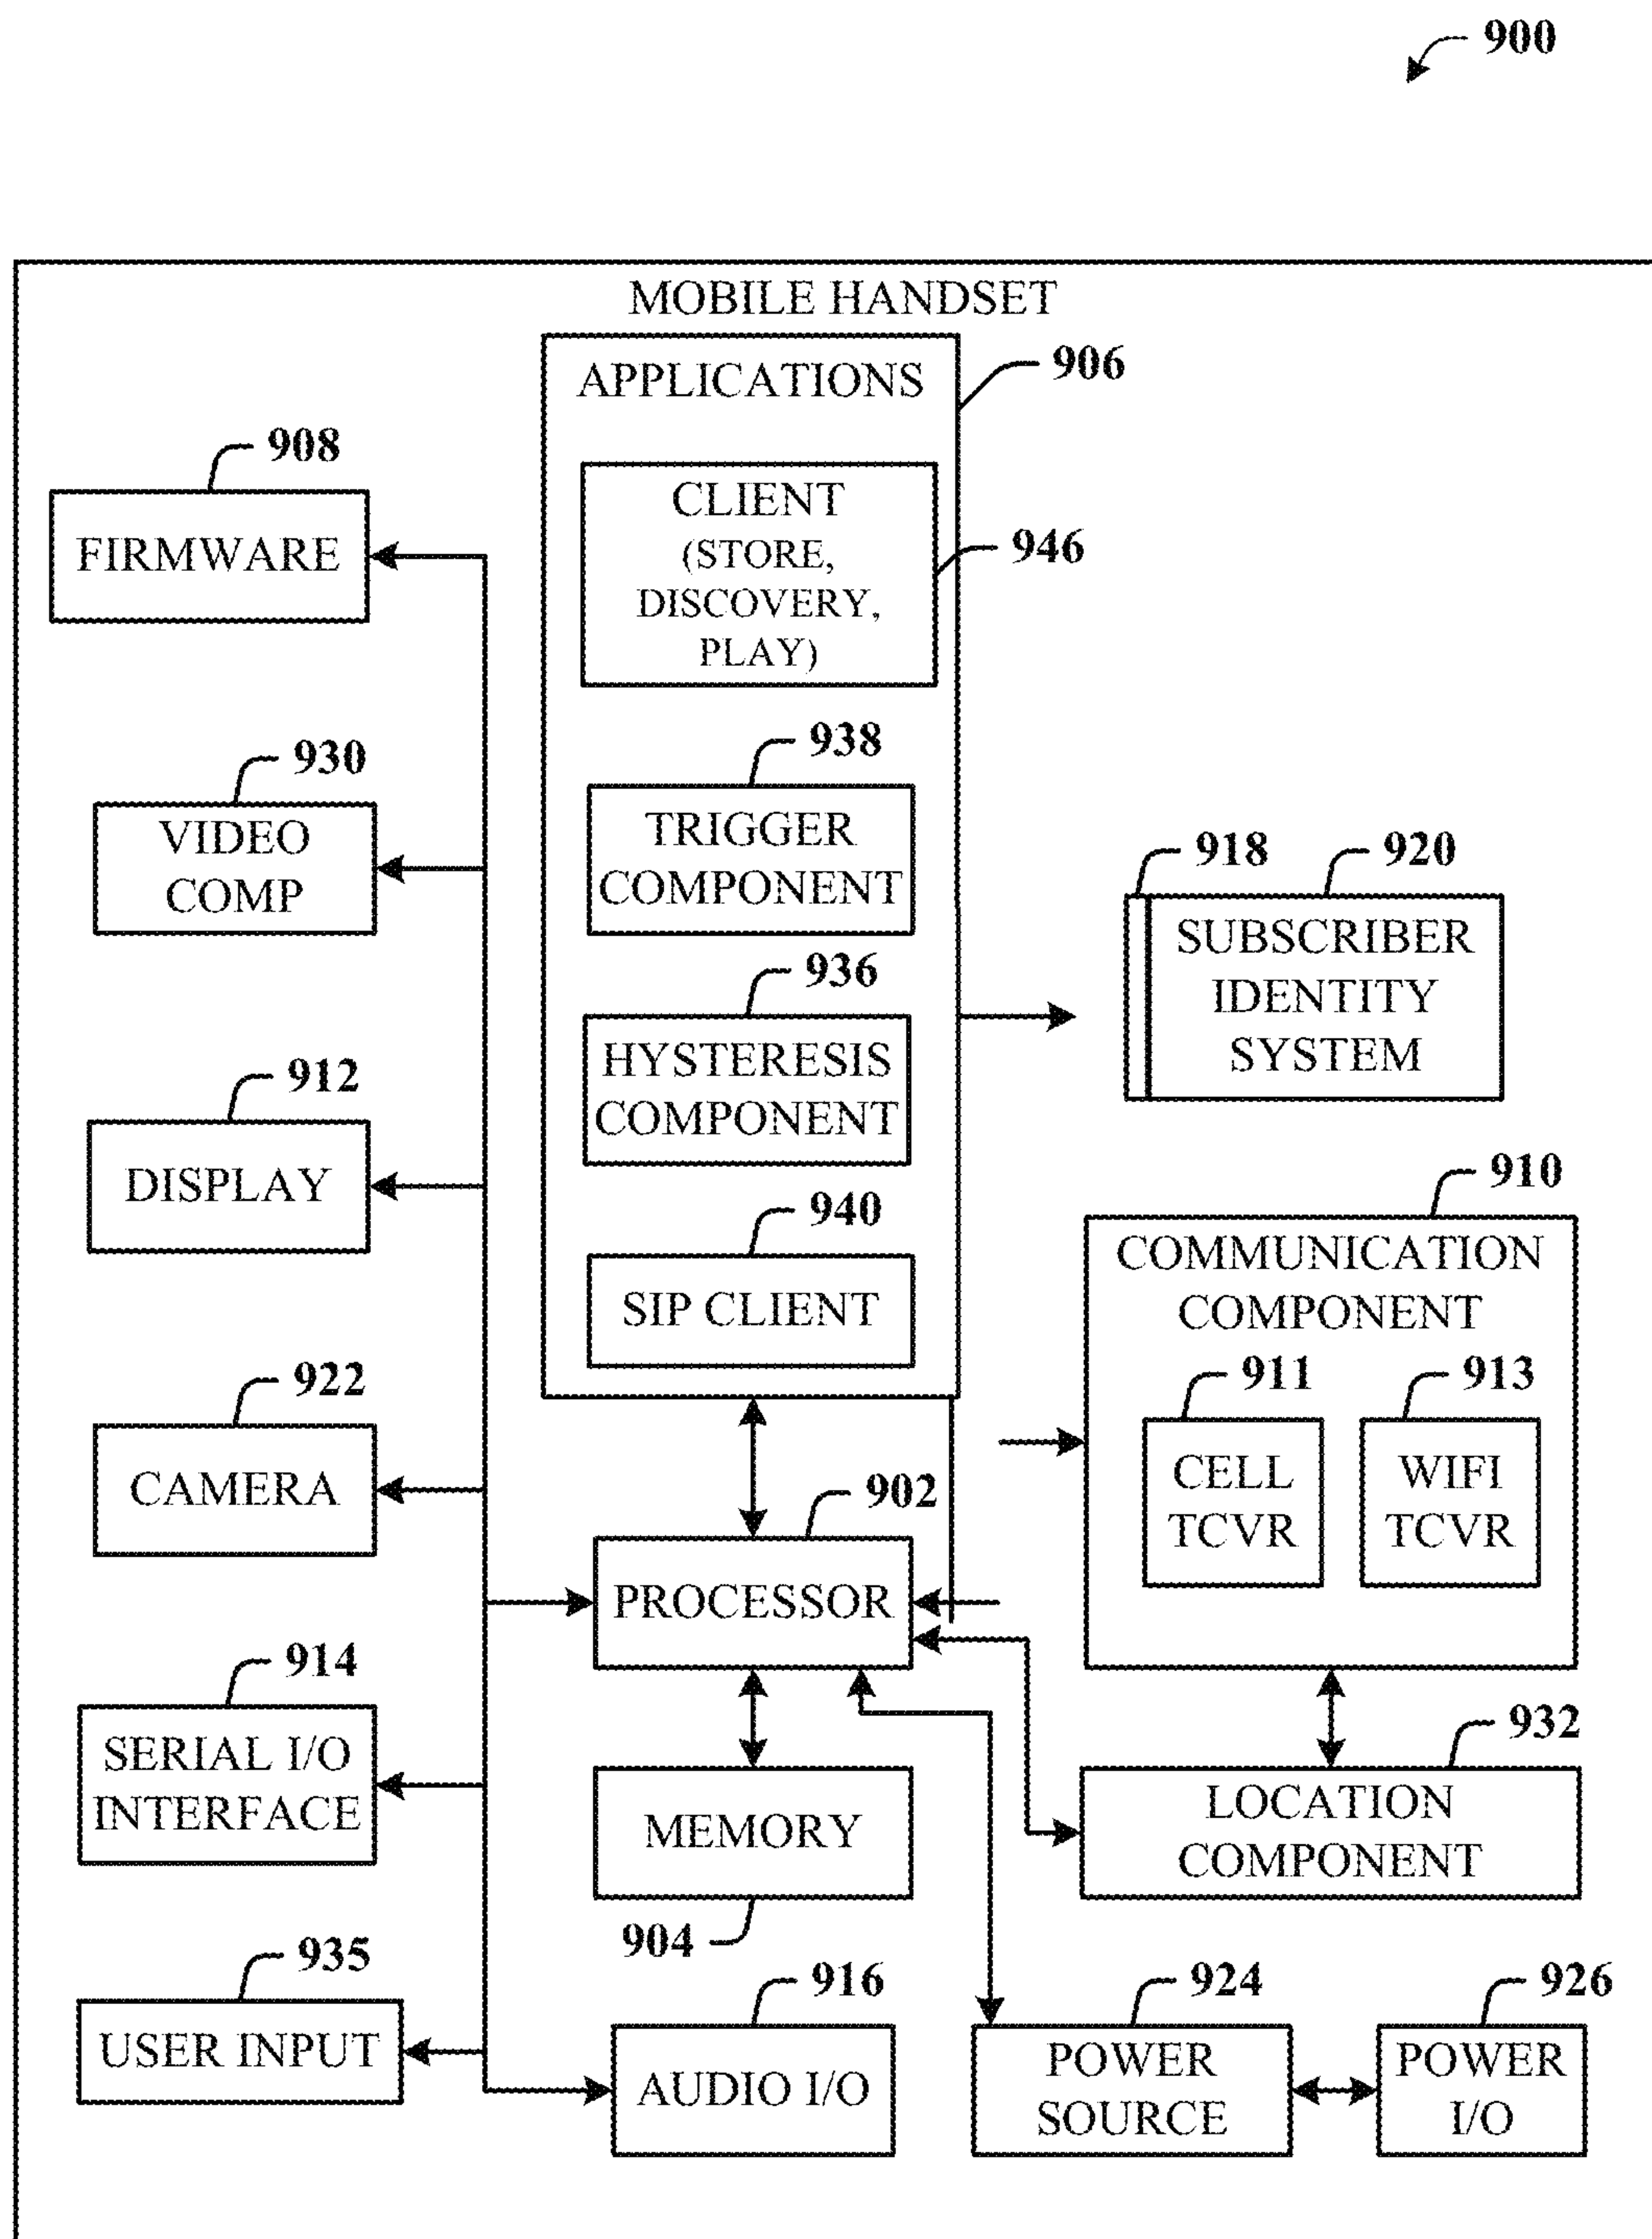 900
MOBILE HANDSET
APPLICATIONS
906
CLIENT
(STORE,
DISCOVERY,
PLAY)
946
938
TRIGGER
COMPONENT
936
HYSTERESIS
COMPONENT
940
SIP CLIENT
908
FIRMWARE
930
VIDEO
COMP
912
DISPLAY
922
CAMERA
914
SERIAL I/O
INTERFACE
935
USER INPUT
902
PROCESSOR
MEMORY
904
916
AUDIO I/O
918
920
SUBSCRIBER
IDENTITY
SYSTEM
910
COMMUNICATION
COMPONENT
911
CELL
TCVR
913
WIFI
TCVR
932
LOCATION
COMPONENT
924
POWER
SOURCE
926
POWER
I/O